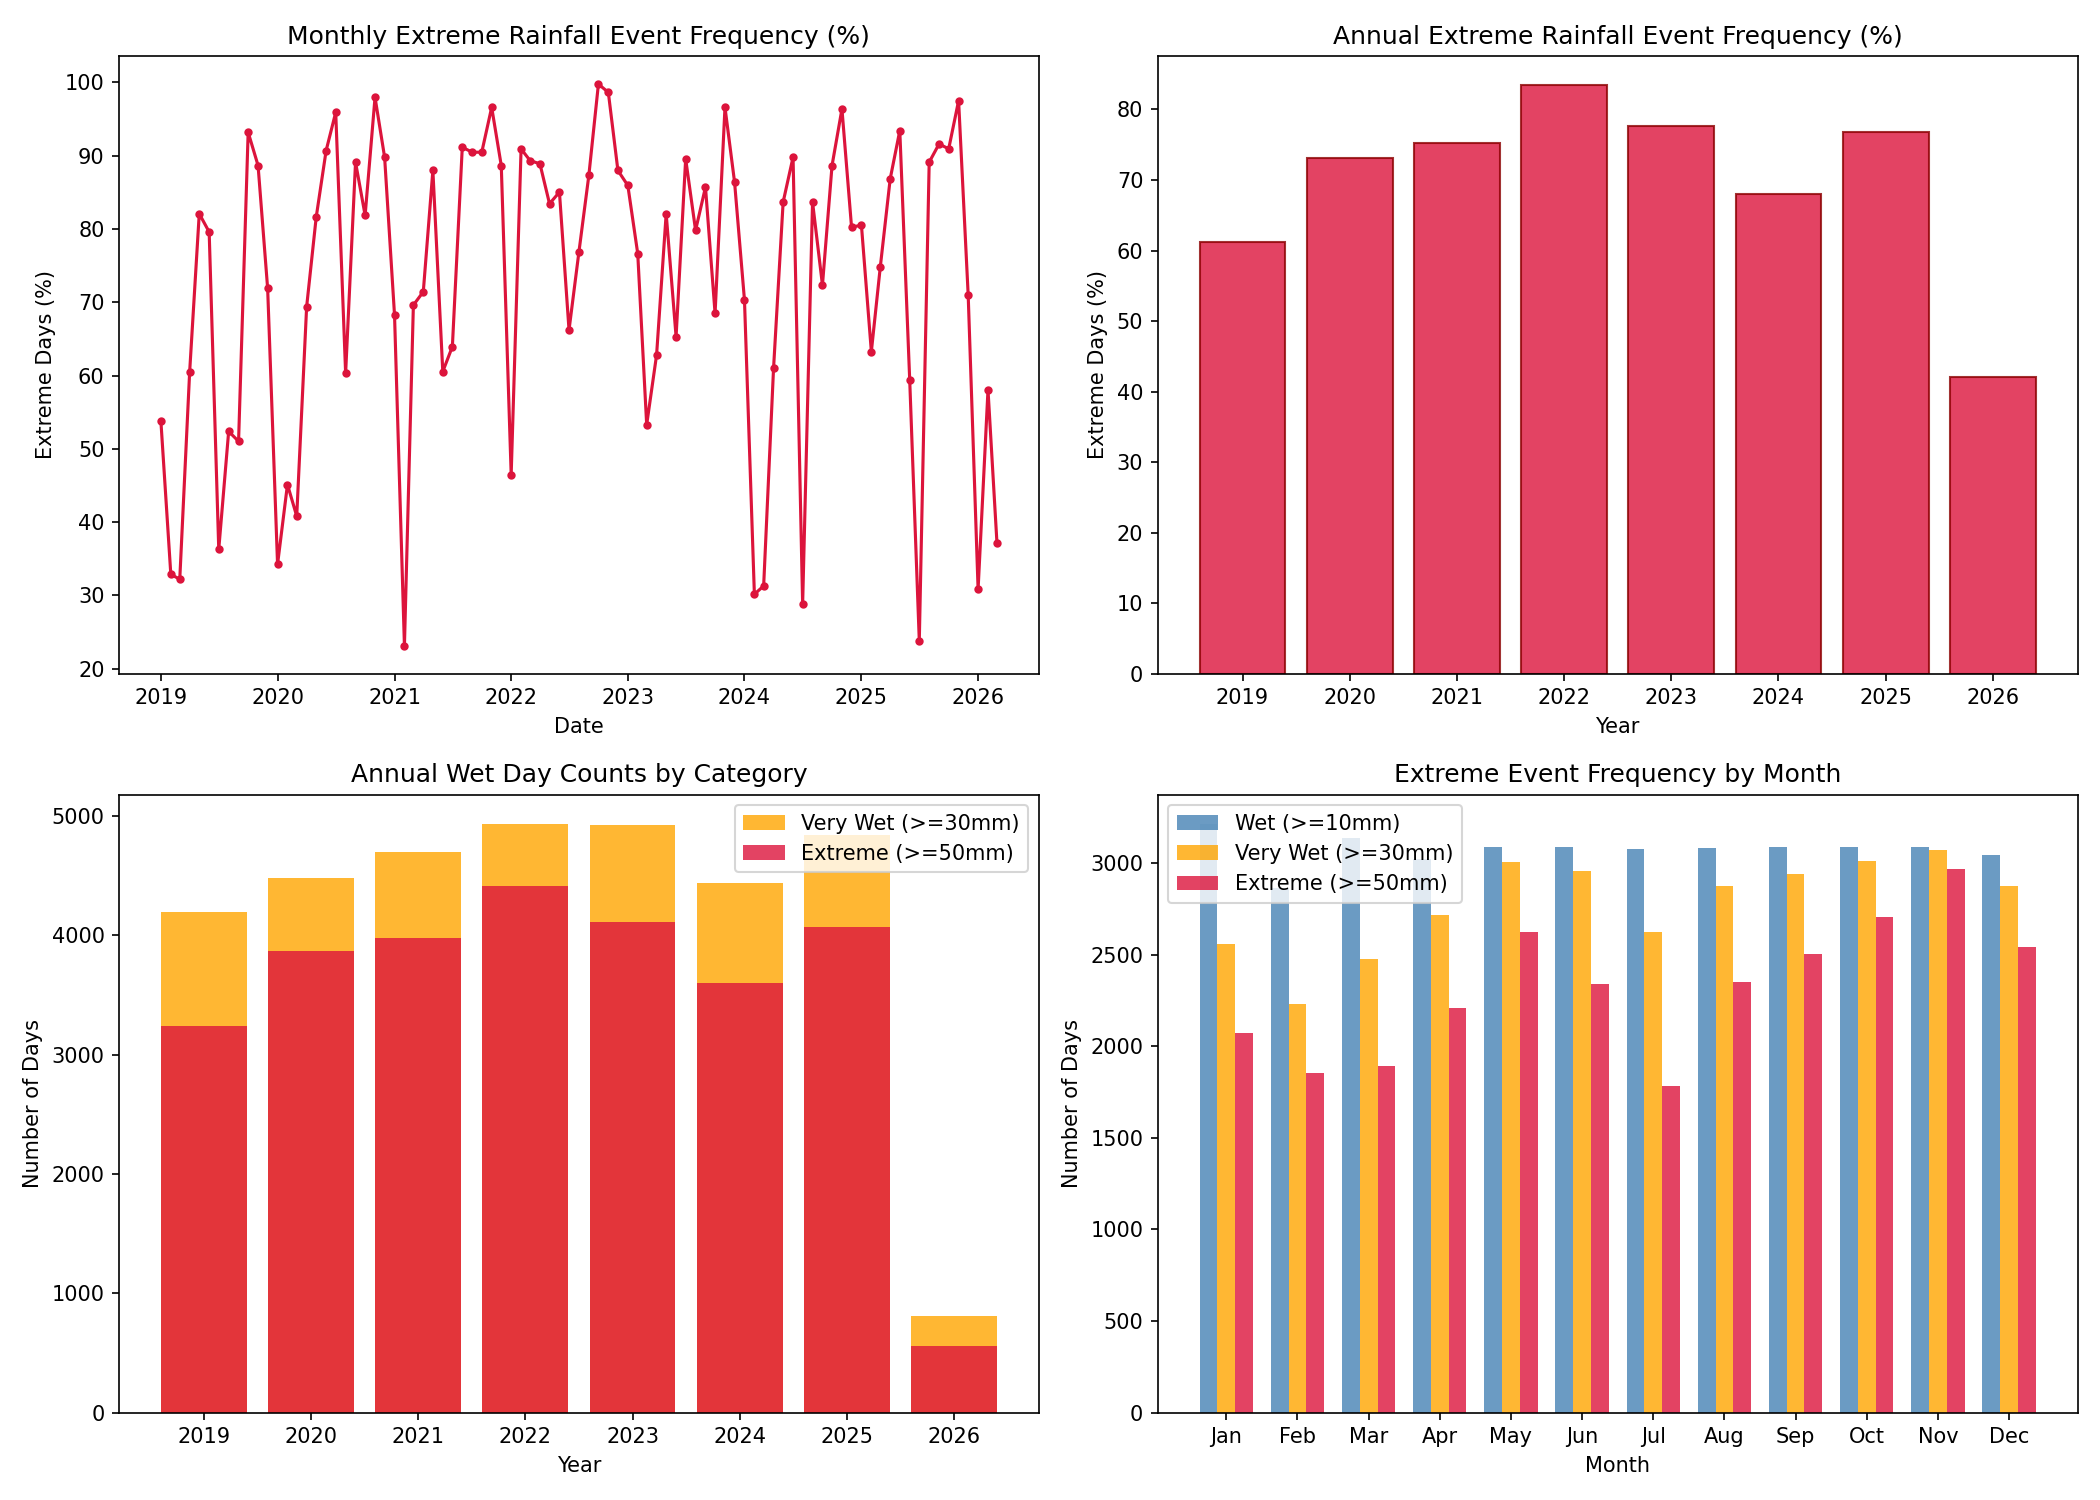 Monthly Extreme Rainfall Event Frequency (%)
100
90
80
70
60
50
40
30
20
Extreme Days (%)
2019 2020 2021 2022 2023 2024 2025 2026
Date
Annual Extreme Rainfall Event Frequency (%)
80
70
60
50
40
30
20
10
0
Extreme Days (%)
2019 2020 2021 2022 2023 2024 2025 2026
Year
Annual Wet Day Counts by Category
Very Wet (>=30mm)
Extreme (>=50mm)
5000
4000
3000
2000
1000
0
Number of Days
2019 2020 2021 2022 2023 2024 2025 2026
Year
Extreme Event Frequency by Month
Wet (>=10mm)
Very Wet (>=30mm)
Extreme (>=50mm)
3000
2500
2000
1500
1000
500
0
Number of Days
Jan Feb Mar Apr May Jun Jul Aug Sep Oct Nov Dec
Month